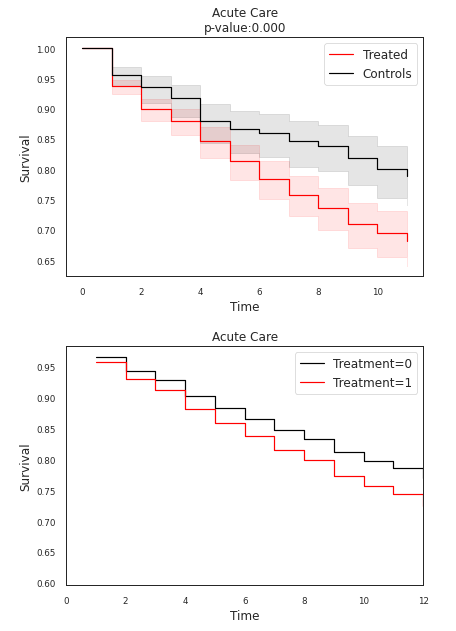 Acute Care
p-value:0.000
1.00
0.95
0.90
0.85
0.80
0.75
0.70
0.65
Survival
Treated
Controls
0 2 4 6 8 10
Time
Acute Care
0.95
0.90
0.85
0.80
0.75
0.70
0.65
0.60
Survival
Treatment=0
Treatment=1
0 2 4 6 8 10 12
Time